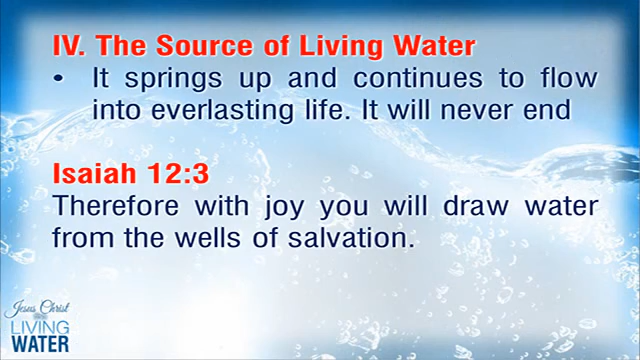 IV. The Source of Living Water
• It springs up and continues to flow
into everlasting life. It will never end
Isaiah 12:3
Therefore with joy you will draw water
from the wells of salvation.
Jesus Christ
LIVING
WATER